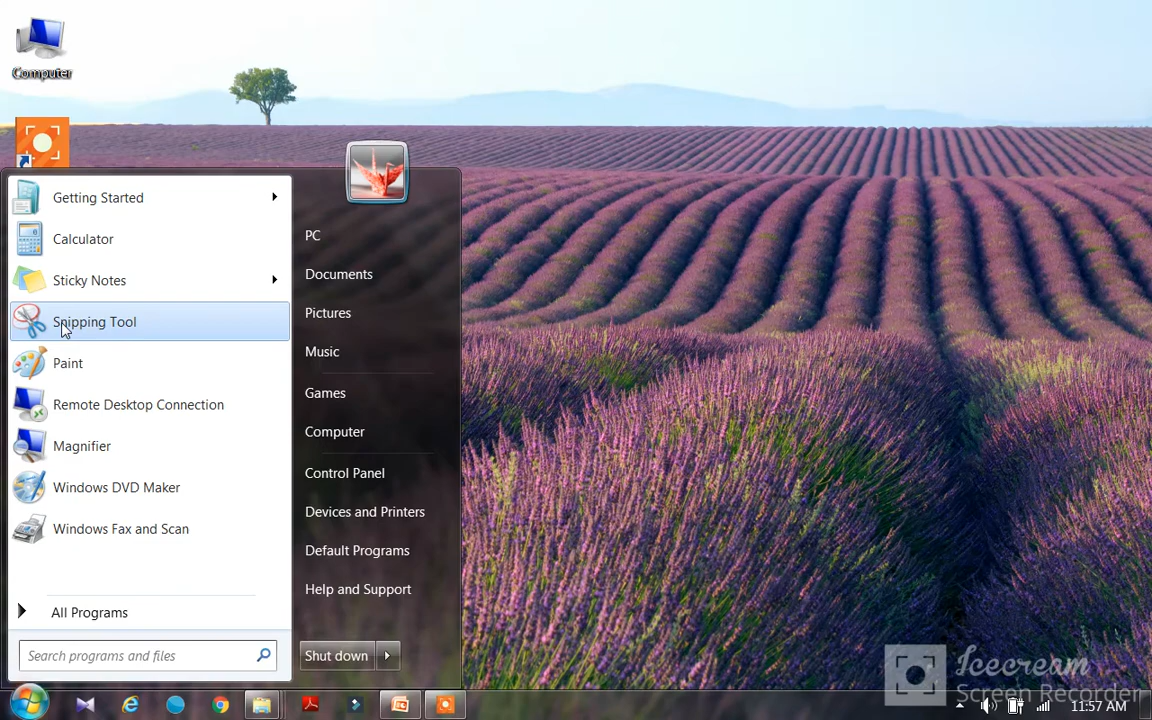 Computer
Getting Started
Calculator
Sticky Notes
Snipping Tool
Paint
Remote Desktop Connection
Magnifier
Windows DVD Maker
Windows Fax and Scan
All Programs
Search programs and files
PC
Documents
Pictures
Music
Games
Computer
Control Panel
Devices and Printers
Default Programs
Help and Support
Shut down
Icecream
Screen Recorder
11:57 AM